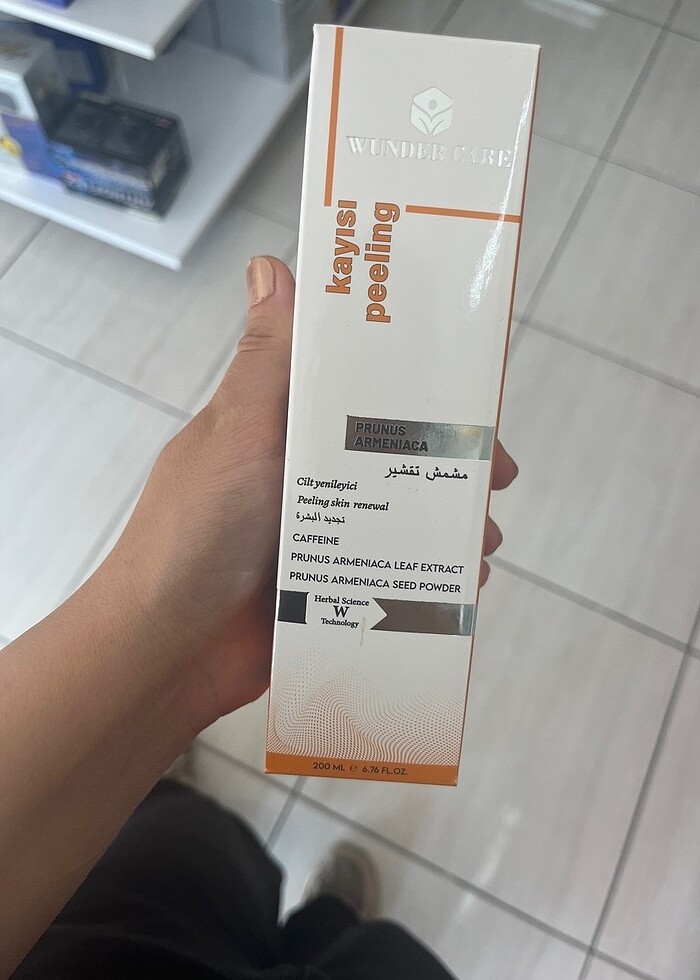 WUNDER CARE
kayısı
peeling
PRUNUS
ARMENIACA
مشمش تقشير
Cilt yenileyici
Peeling skin renewal
تجديد البشرة
CAFFEINE
PRUNUS ARMENIACA LEAF EXTRACT
PRUNUS ARMENIACA SEED POWDER
Herbal Science
W
Technology
200 ML ℮ 6.76 FL.OZ.